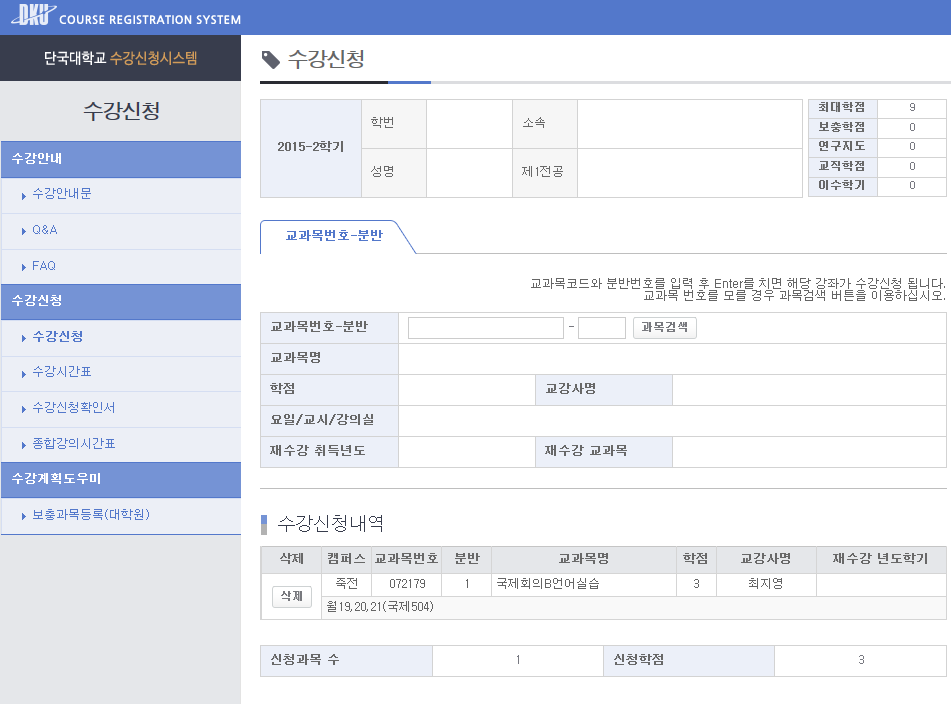 DKU COURSE REGISTRATION SYSTEM
단국대학교 수강신청시스템
수강신청
수강안내
수강안내문
Q&A
FAQ
수강신청
수강신청
수강시간표
수강신청확인서
종합강의시간표
수강계획도우미
보충과목등록(대학원)
수강신청
2015-2학기 학번 소속
성명 제1전공
최대학점 9
보충학점 0
연구지도 0
교직학점 0
이수학기 0
교과목번호-분반
교과목코드와 분반번호를 입력 후 Enter를 치면 해당 강좌가 수강신청 됩니다.
교과목 번호를 모를 경우 과목검색 버튼을 이용하십시오.
교과목번호-분반 - 과목검색
교과목명
학점 교강사명
요일/교시/강의실
재수강 취득년도 재수강 교과목
수강신청내역
삭제 캠퍼스 교과목번호 분반 교과목명 학점 교강사명 재수강 년도학기
삭제 죽전 072179 1 국제회의B언어실습 3 최지영
월19,20,21(국제504)
신청과목 수 1 신청학점 3